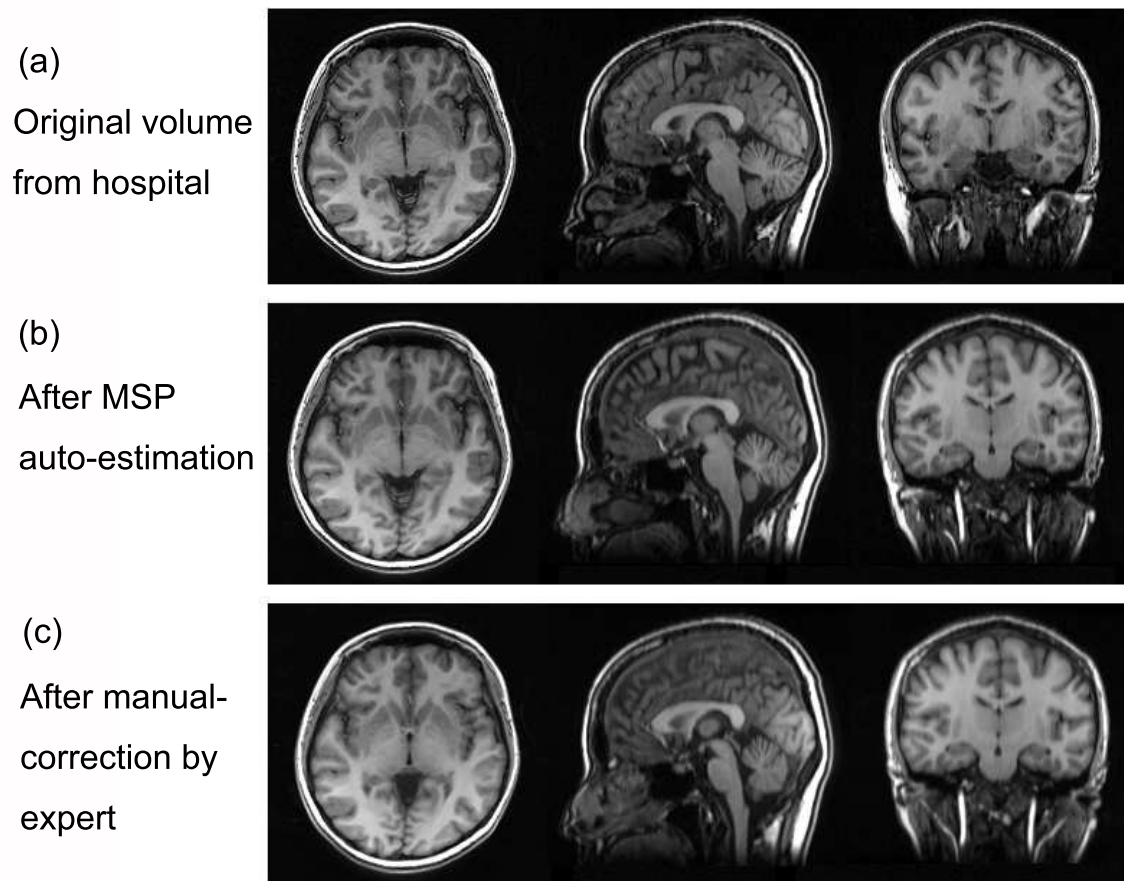 (a)
Original volume
from hospital
(b)
After MSP
auto-estimation
(c)
After manual-
correction by
expert